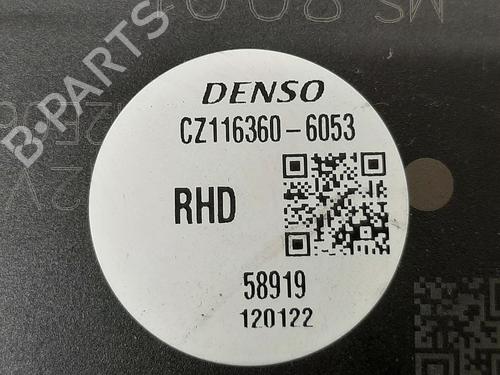 DENSO
CZ116360-6053
RHD
58919
120122
B-PARTS